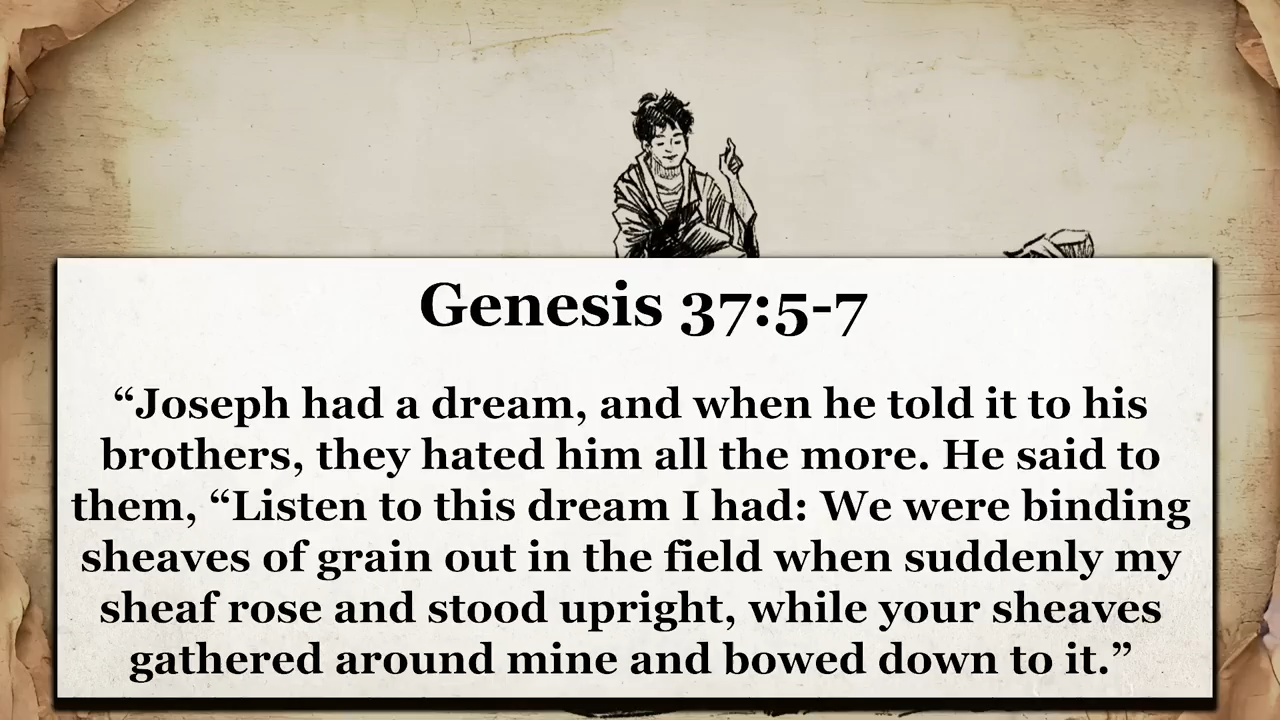 Genesis 37:5-7
“Joseph had a dream, and when he told it to his
brothers, they hated him all the more. He said to
them, “Listen to this dream I had: We were binding
sheaves of grain out in the field when suddenly my
sheaf rose and stood upright, while your sheaves
gathered around mine and bowed down to it.”